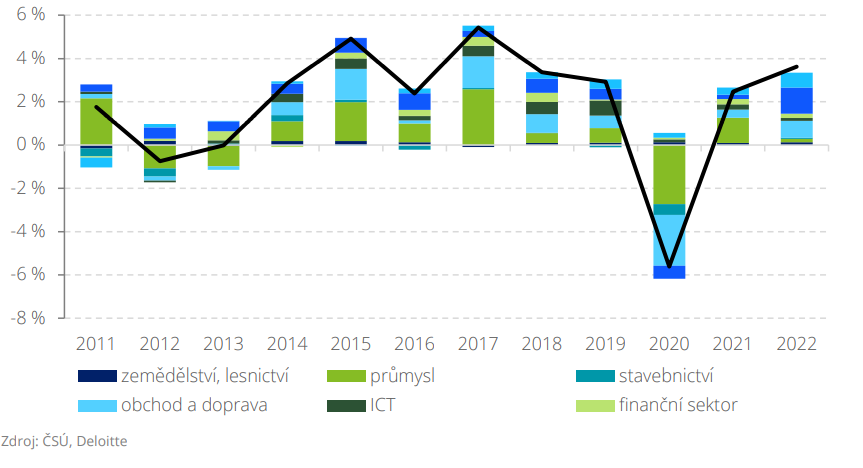 6 %
4 %
2 %
0 %
-2 %
-4 %
-6 %
-8 %
2011 2012 2013 2014 2015 2016 2017 2018 2019 2020 2021 2022
zemědělství, lesnictví průmysl stavebnictví
obchod a doprava ICT finanční sektor
Zdroj: ČSÚ, Deloitte